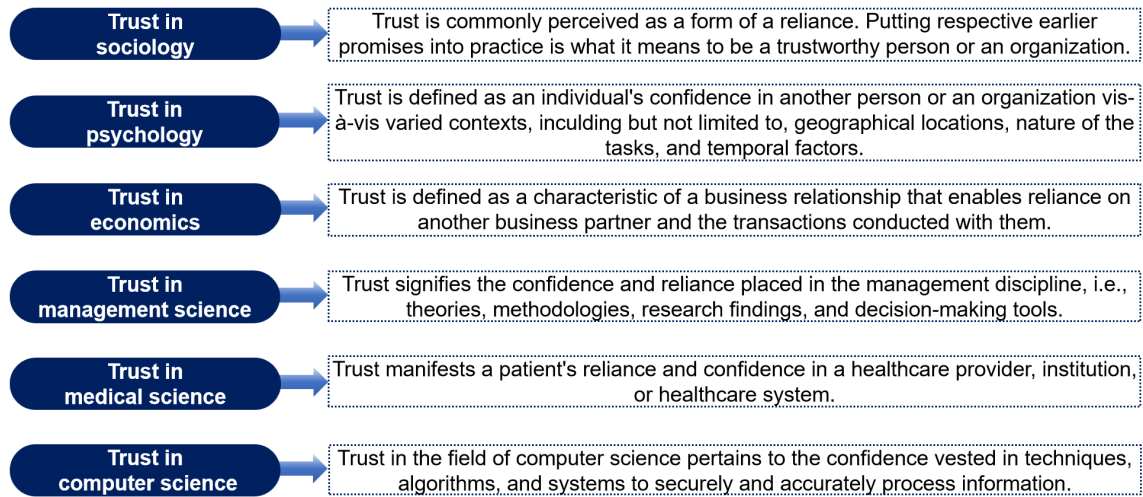 Trust in
sociology
Trust is commonly perceived as a form of a reliance. Putting respective earlier
promises into practice is what it means to be a trustworthy person or an organization.
Trust in
psychology
Trust is defined as an individual's confidence in another person or an organization vis-
à-vis varied contexts, inculding but not limited to, geographical locations, nature of the
tasks, and temporal factors.
Trust in
economics
Trust is defined as a characteristic of a business relationship that enables reliance on
another business partner and the transactions conducted with them.
Trust in
management science
Trust signifies the confidence and reliance placed in the management discipline, i.e.,
theories, methodologies, research findings, and decision-making tools.
Trust in
medical science
Trust manifests a patient's reliance and confidence in a healthcare provider, institution,
or healthcare system.
Trust in
computer science
Trust in the field of computer science pertains to the confidence vested in techniques,
algorithms, and systems to securely and accurately process information.